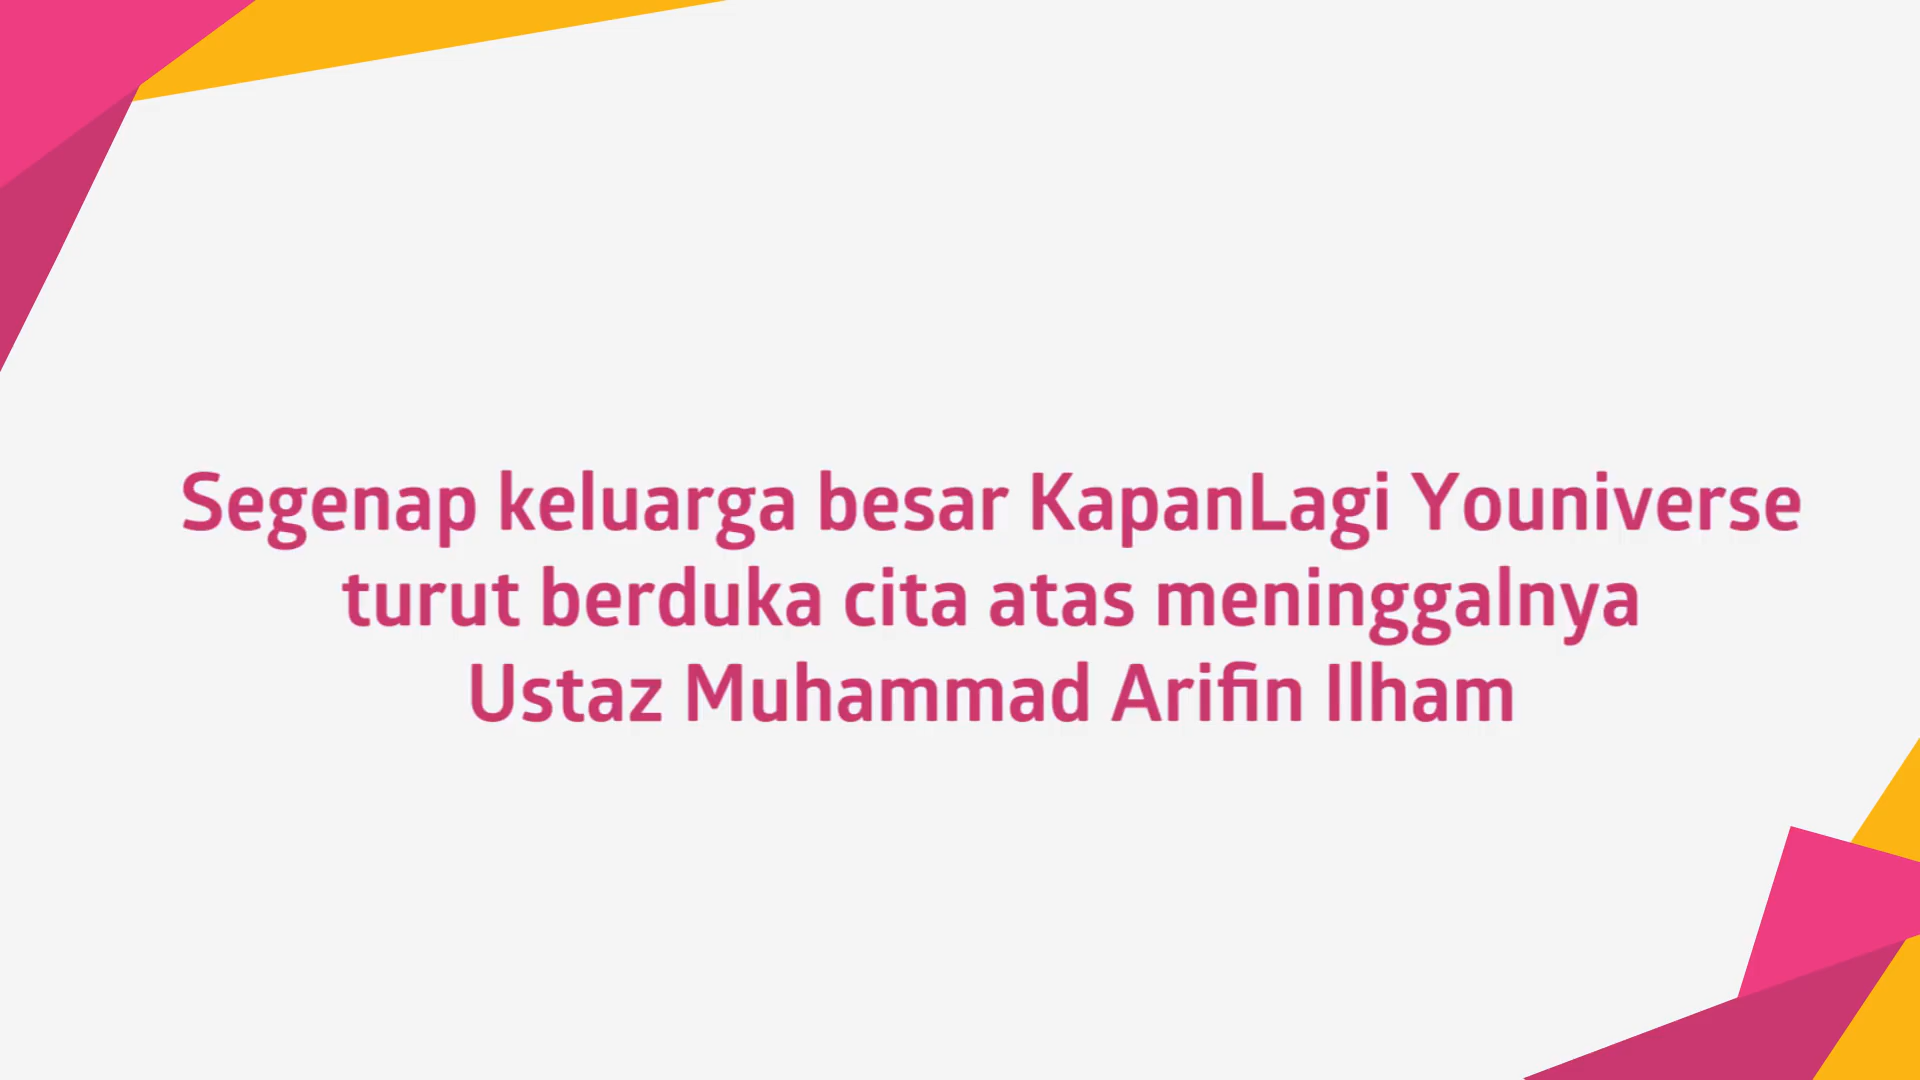 Segenap keluarga besar KapanLagi Youniverse
turut berduka cita atas meninggalnya
Ustaz Muhammad Arifin Ilham